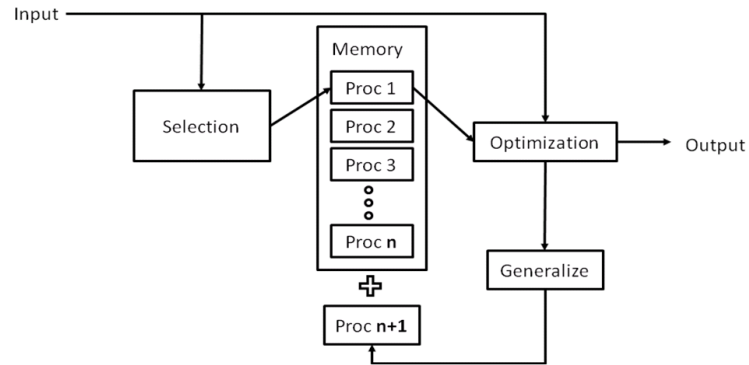 Input
Memory
Proc 1
Selection
Proc 2
Optimization
Output
Proc 3
Proc n
Generalize
Proc n+1